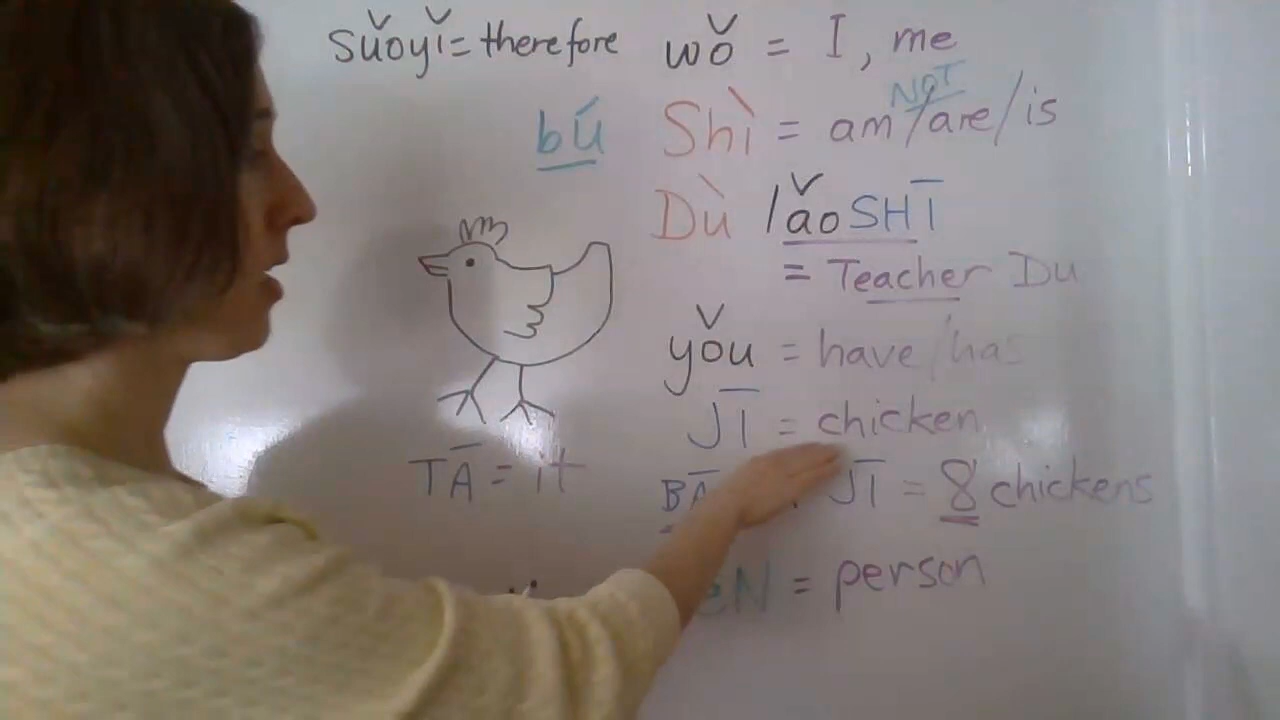 sǔoyǐ = therefore
wǒ = I, me
NOT
bú
Shì = am/are/is
Dù lǎoSHĪ
= Teacher Du
yǒu = have/has
JĪ = chicken
TĀ = it
BĀ JĪ = 8 chickens
= person